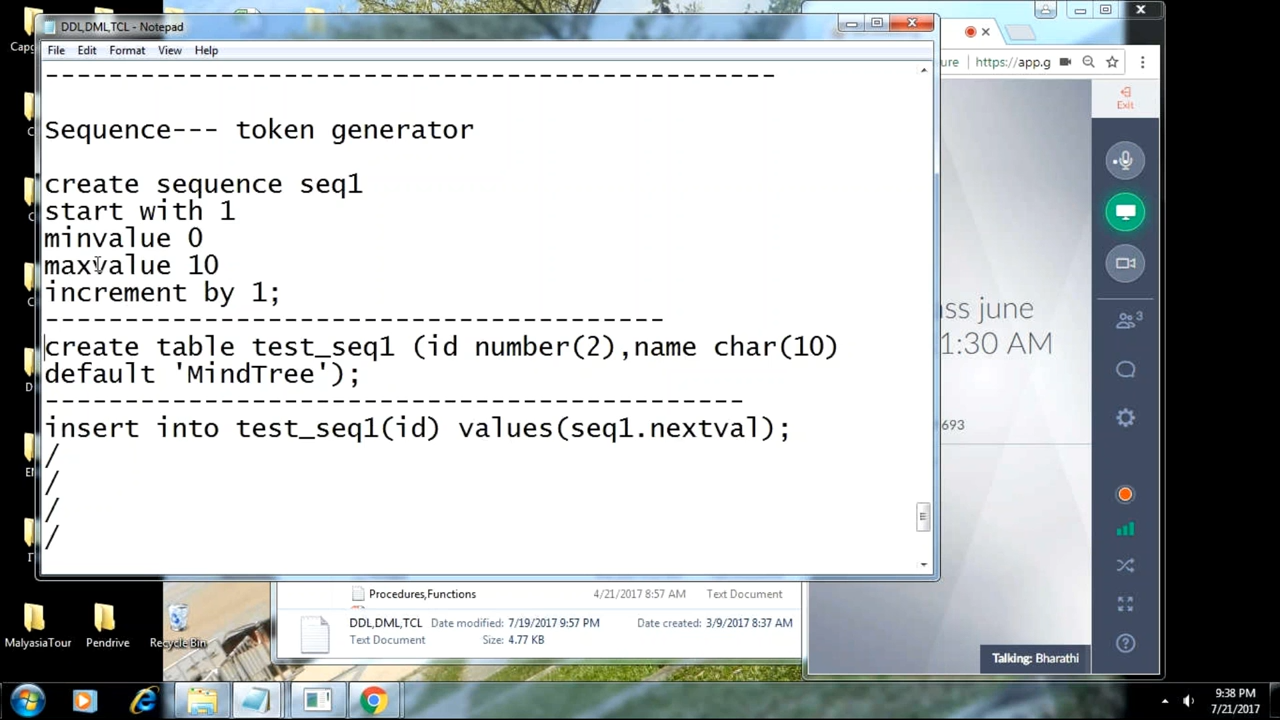 DDL,DML,TCL - Notepad
File Edit Format View Help
----------------------------------------------
Sequence--- token generator
create sequence seq1
start with 1
minvalue 0
maxvalue 10
increment by 1;
---------------------------------------
create table test_seq1 (id number(2),name char(10)
default 'MindTree');
--------------------------------------------
insert into test_seq1(id) values(seq1.nextval);
/
/
/
/
https://app.g
Exit
3
ss june
1:30 AM
693
Talking: Bharathi
Procedures,Functions 4/21/2017 8:57 AM Text Document
DDL,DML,TCL Date modified: 7/19/2017 9:57 PM Date created: 3/9/2017 8:37 AM
Text Document Size: 4.77 KB
MalyasiaTour Pendrive Recycle Bin
9:38 PM
7/21/2017